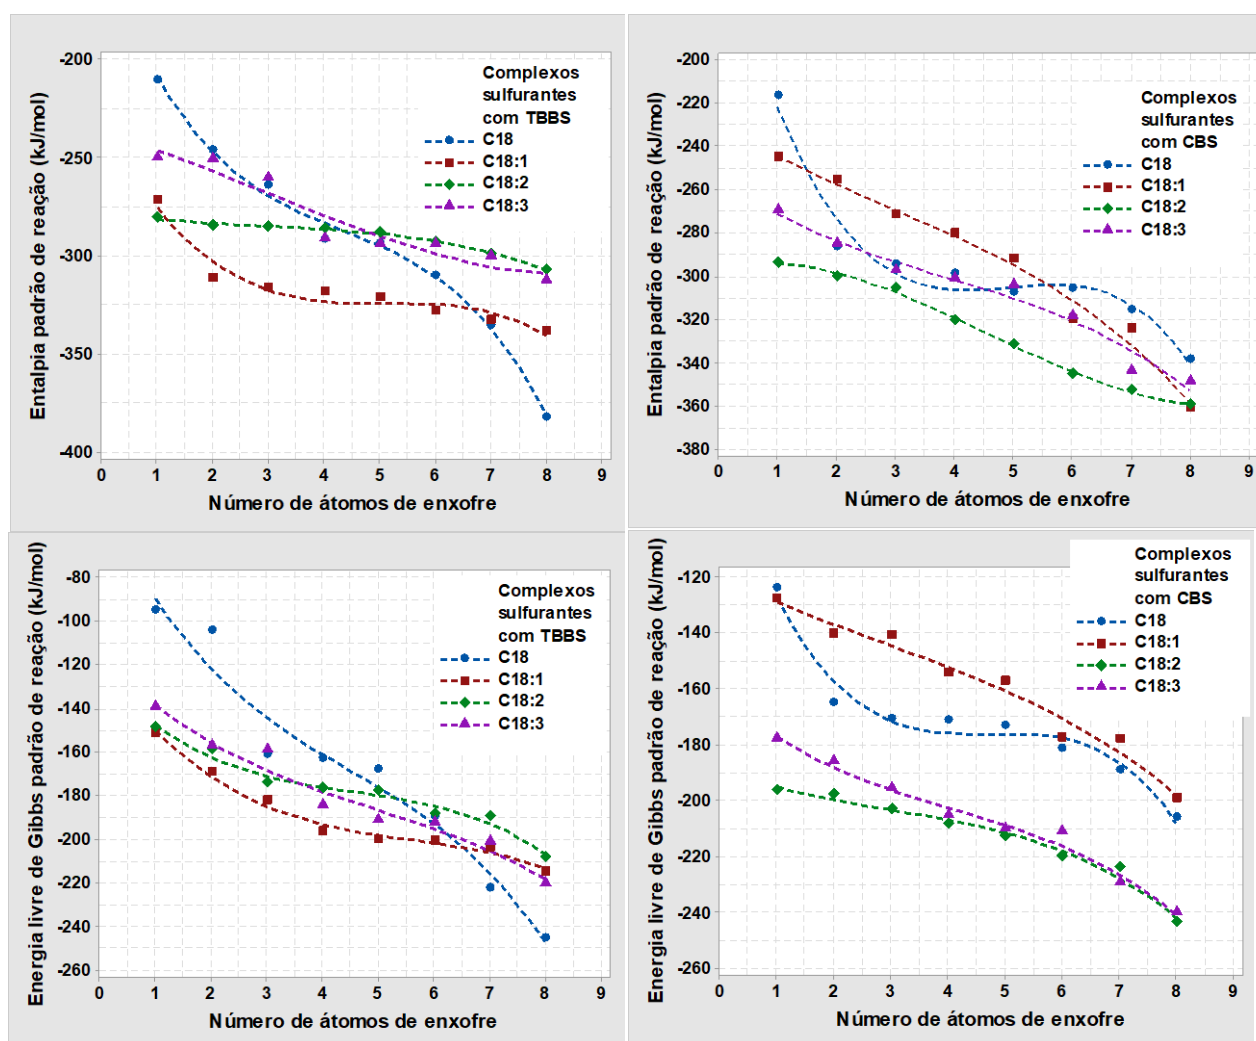 Entalpia padrão de reação (kJ/mol)
-200
-250
-300
-350
-400
0 1 2 3 4 5 6 7 8 9
Número de átomos de enxofre
Complexos
sulfurantes
com TBBS
C18
C18:1
C18:2
C18:3
Entalpia padrão de reação (kJ/mol)
-200
-220
-240
-260
-280
-300
-320
-340
-360
-380
0 1 2 3 4 5 6 7 8 9
Número de átomos de enxofre
Complexos
sulfurantes
com CBS
C18
C18:1
C18:2
C18:3
Energia livre de Gibbs padrão de reação (kJ/mol)
-80
-100
-120
-140
-160
-180
-200
-220
-240
-260
0 1 2 3 4 5 6 7 8 9
Número de átomos de enxofre
Complexos
sulfurantes
com TBBS
C18
C18:1
C18:2
C18:3
Energia livre de Gibbs padrão de reação (kJ/mol)
-120
-140
-160
-180
-200
-220
-240
-260
0 1 2 3 4 5 6 7 8 9
Número de átomos de enxofre
Complexos
sulfurantes
com CBS
C18
C18:1
C18:2
C18:3